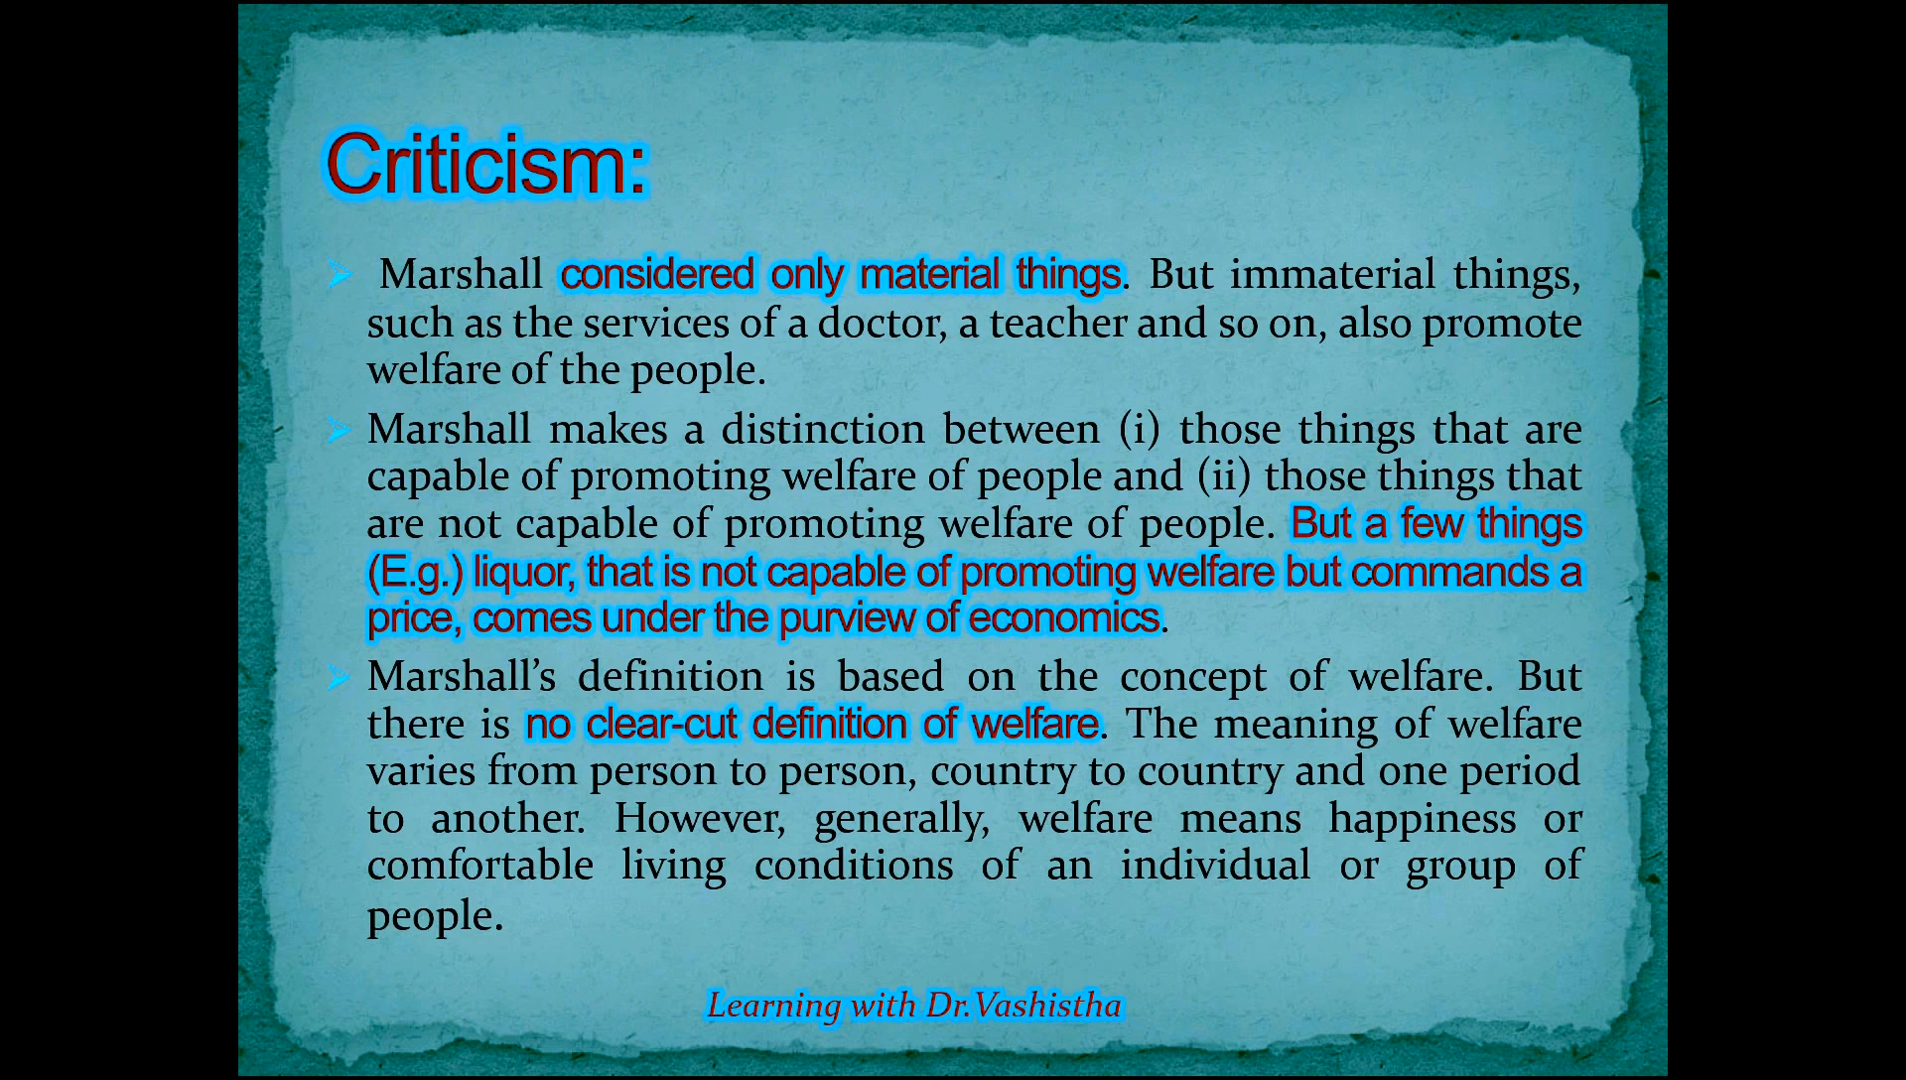 Criticism:
Marshall considered only material things. But immaterial things,
such as the services of a doctor, a teacher and so on, also promote
welfare of the people.
Marshall makes a distinction between (i) those things that are
capable of promoting welfare of people and (ii) those things that
are not capable of promoting welfare of people. But a few things
(E.g.) liquor, that is not capable of promoting welfare but commands a
price, comes under the purview of economics.
Marshall’s definition is based on the concept of welfare. But
there is no clear-cut definition of welfare. The meaning of welfare
varies from person to person, country to country and one period
to another. However, generally, welfare means happiness or
comfortable living conditions of an individual or group of
people.
Learning with Dr.Vashistha